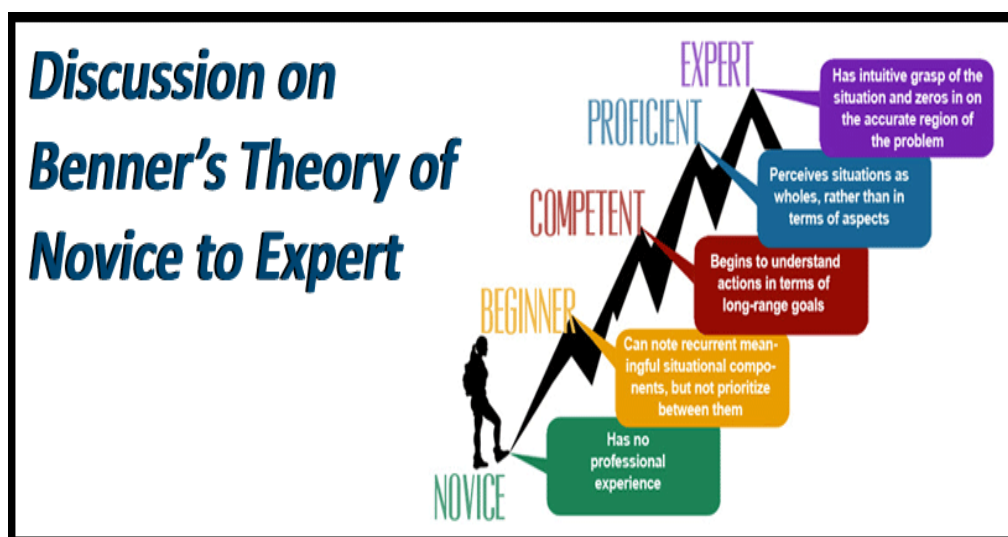 Discussion on
Benner's Theory of
Novice to Expert
EXPERT
Has intuitive grasp of the
situation and zeros in on
the accurate region of
the problem
PROFICIENT
Perceives situations as
wholes, rather than in
terms of aspects
COMPETENT
Begins to understand
actions in terms of
long-range goals
BEGINNER
Can note recurrent mean-
ingful situational compo-
nents, but not prioritize
between them
NOVICE
Has no
professional
experience